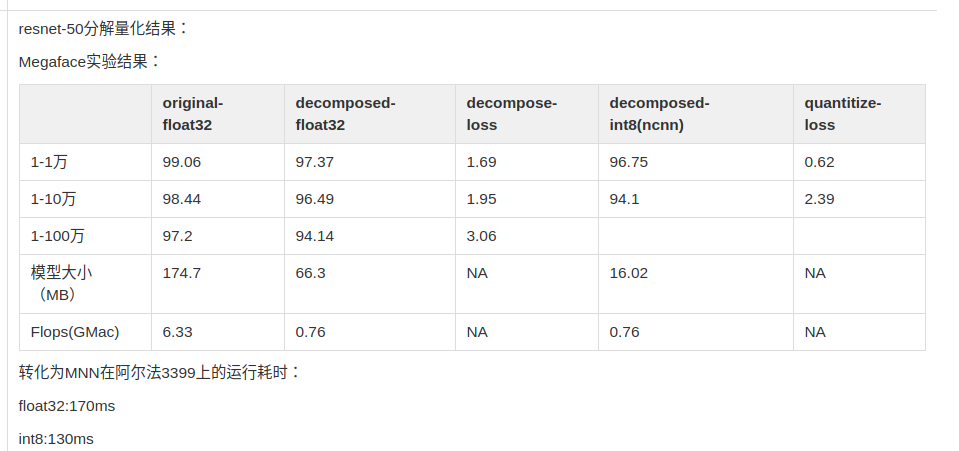 resnet-50分解量化结果：
Megaface实验结果：
original-float32 decomposed-float32 decompose-loss decomposed-int8(ncnn) quantitize-loss
1-1万 99.06 97.37 1.69 96.75 0.62
1-10万 98.44 96.49 1.95 94.1 2.39
1-100万 97.2 94.14 3.06
模型大小（MB） 174.7 66.3 NA 16.02 NA
Flops(GMac) 6.33 0.76 NA 0.76 NA
转化为MNN在阿尔法3399上的运行耗时：
float32:170ms
int8:130ms